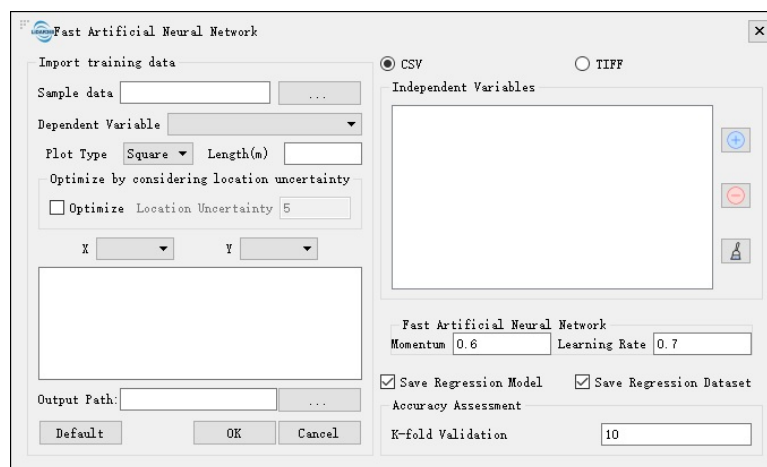 Fast Artificial Neural Network
Import training data
Sample data ...
Dependent Variable
Plot Type Square Length(m)
Optimize by considering location uncertainty
Optimize Location Uncertainty 5
X Y
Output Path: ...
Default OK Cancel
CSV TIFF
Independent Variables
Fast Artificial Neural Network
Momentum 0.6 Learning Rate 0.7
Save Regression Model Save Regression Dataset
Accuracy Assessment
K-fold Validation 10